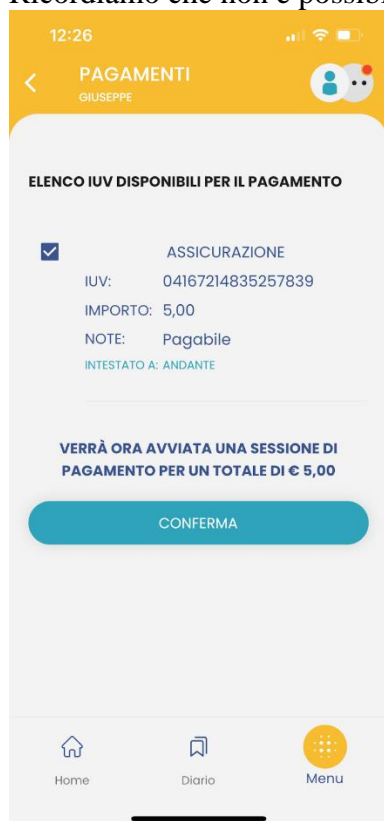 12:26
PAGAMENTI
GIUSEPPE
ELENCO IUV DISPONIBILI PER IL PAGAMENTO
ASSICURAZIONE
IUV: 04167214835257839
IMPORTO: 5,00
NOTE: Pagabile
INTESTATO A: ANDANTE
VERRÀ ORA AVVIATA UNA SESSIONE DI
PAGAMENTO PER UN TOTALE DI € 5,00
CONFERMA
Home Diario Menu